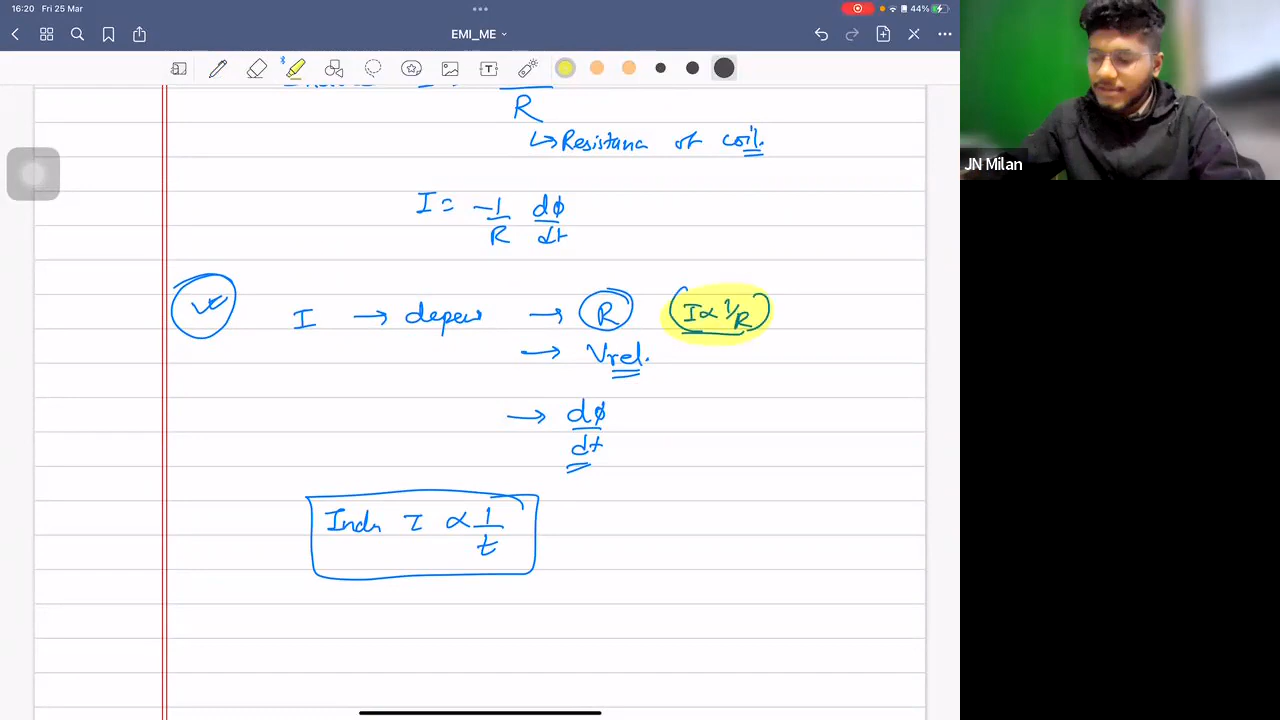 16:20 Fri 25 Mar
44%
EMI_ME
R
↳ Resistana of coil.
I = -1/R dφ/dt
I → depen → R (I ∝ 1/R)
→ Vrel.
→ dφ/dt
Indu I ∝ 1/t
JN Milan